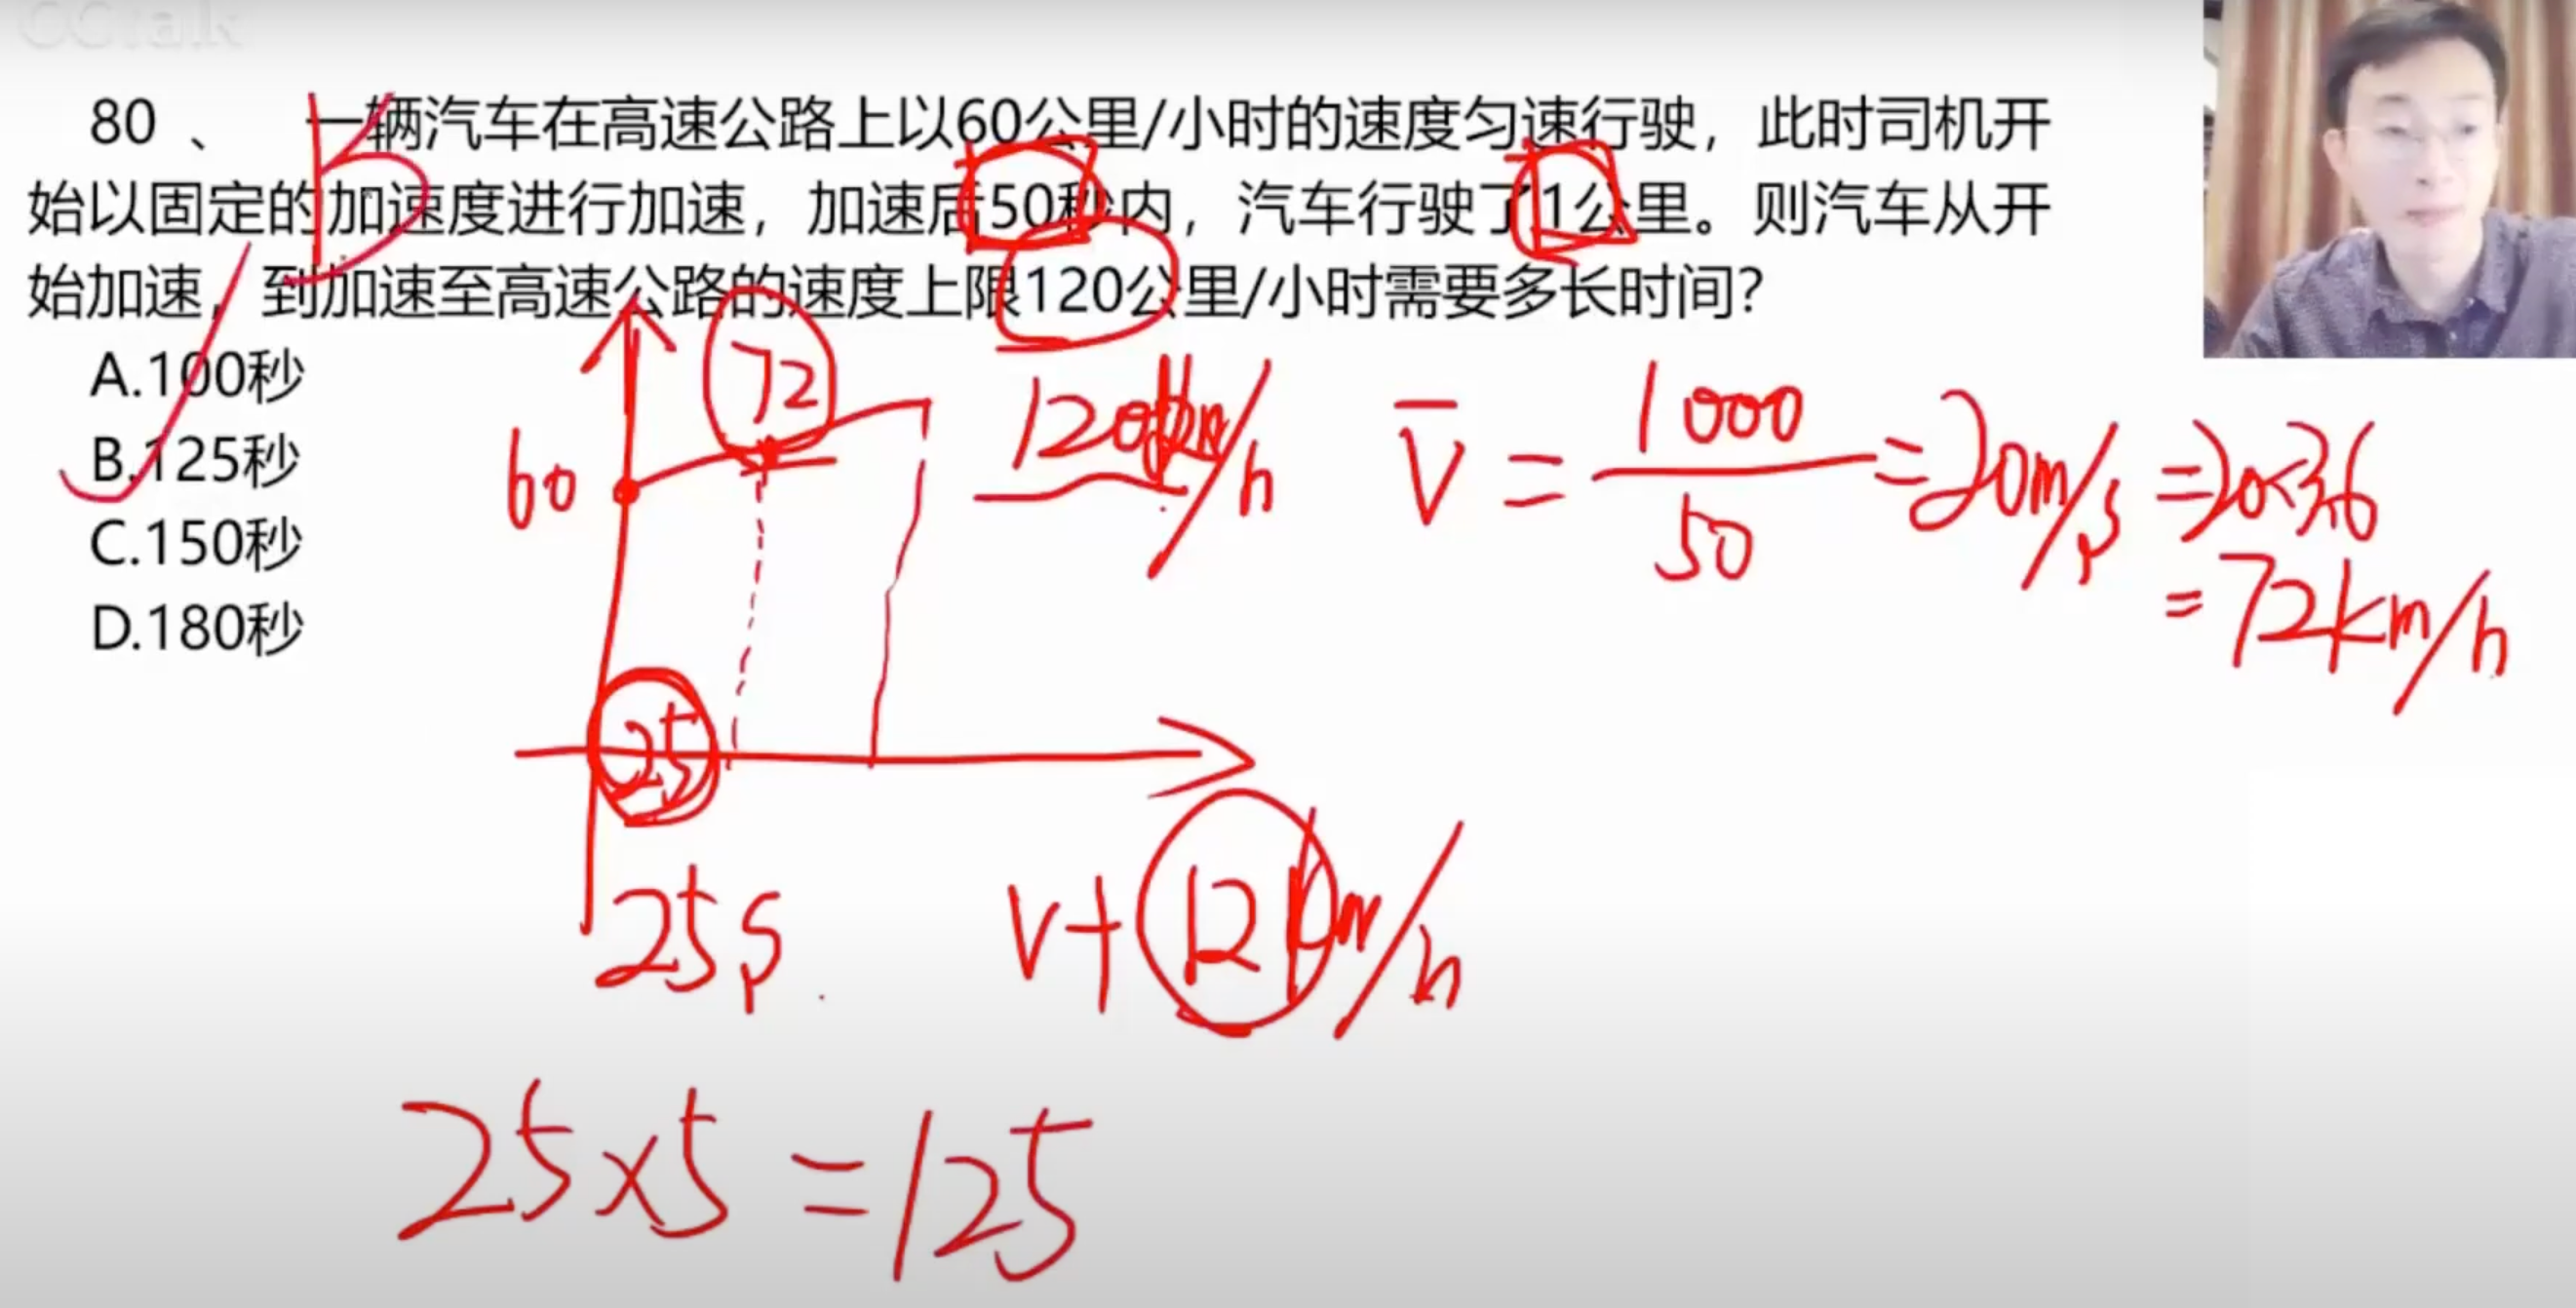 CCtalk
80 、 一辆汽车在高速公路上以60公里/小时的速度匀速行驶，此时司机开
始以固定的加速度进行加速，加速后50秒内，汽车行驶了1公里。则汽车从开
始加速，到加速至高速公路的速度上限120公里/小时需要多长时间？
A.100秒
B.125秒
C.150秒
D.180秒
B
72
60
120km/h
V̅ = 1000/50 = 20m/s = 20×3.6
= 72km/h
25
25s
V+12km/h
25×5=125